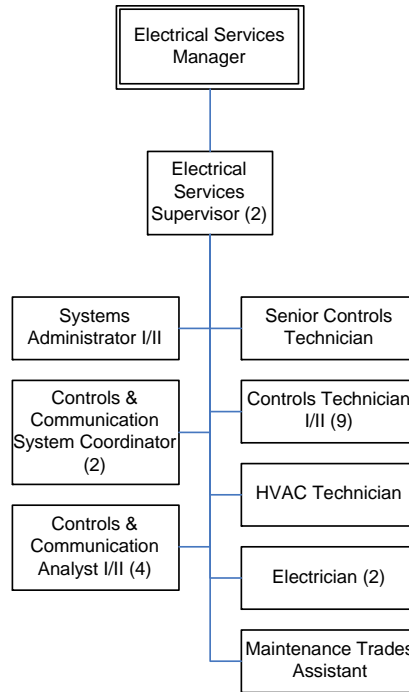 Electrical Services
Manager
Electrical
Services
Supervisor (2)
Systems
Administrator I/II
Senior Controls
Technician
Controls &
Communication
System Coordinator
(2)
Controls Technician
I/II (9)
HVAC Technician
Controls &
Communication
Analyst I/II (4)
Electrician (2)
Maintenance Trades
Assistant